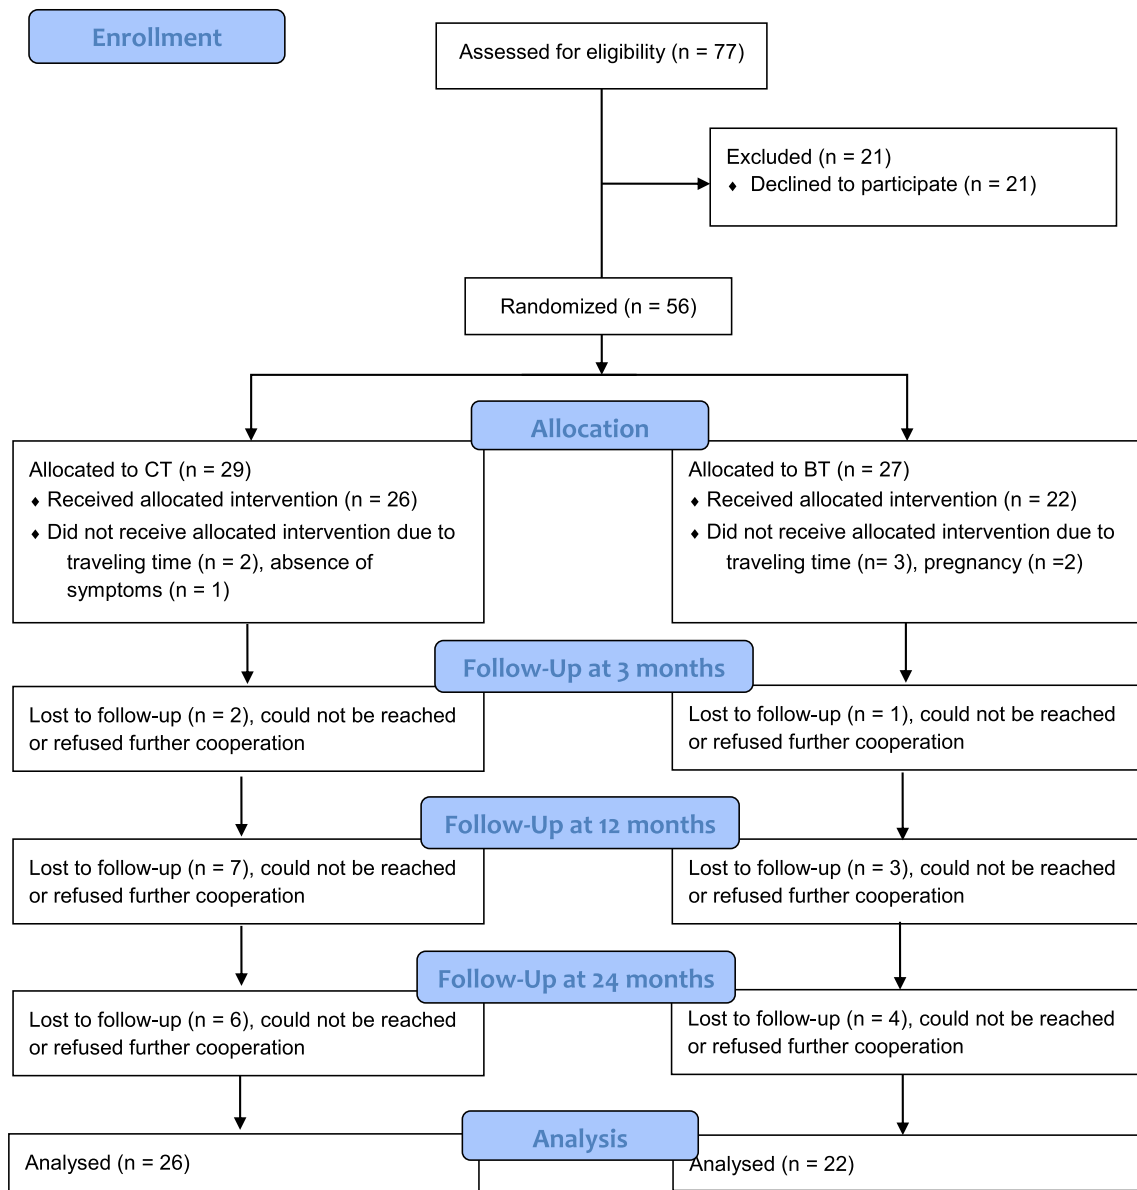 Enrollment
Assessed for eligibility (n = 77)
Excluded (n = 21)
♦ Declined to participate (n = 21)
Randomized (n = 56)
Allocation
Allocated to CT (n = 29)
♦ Received allocated intervention (n = 26)
♦ Did not receive allocated intervention due to
traveling time (n = 2), absence of
symptoms (n = 1)
Allocated to BT (n = 27)
♦ Received allocated intervention (n = 22)
♦ Did not receive allocated intervention due to
traveling time (n= 3), pregnancy (n =2)
Follow-Up at 3 months
Lost to follow-up (n = 2), could not be reached
or refused further cooperation
Lost to follow-up (n = 1), could not be reached
or refused further cooperation
Follow-Up at 12 months
Lost to follow-up (n = 7), could not be reached
or refused further cooperation
Lost to follow-up (n = 3), could not be reached
or refused further cooperation
Follow-Up at 24 months
Lost to follow-up (n = 6), could not be reached
or refused further cooperation
Lost to follow-up (n = 4), could not be reached
or refused further cooperation
Analysis
Analysed (n = 26)
Analysed (n = 22)